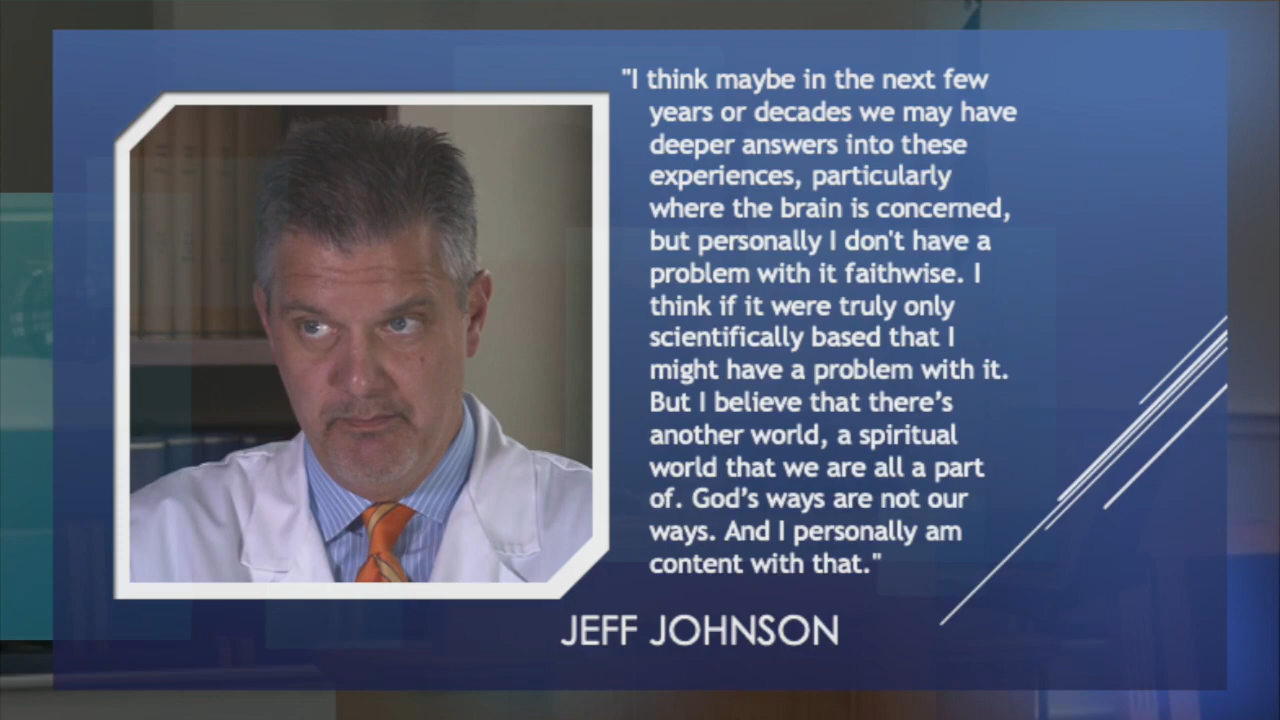 "I think maybe in the next few
years or decades we may have
deeper answers into these
experiences, particularly
where the brain is concerned,
but personally I don't have a
problem with it faithwise. I
think if it were truly only
scientifically based that I
might have a problem with it.
But I believe that there’s
another world, a spiritual
world that we are all a part
of. God’s ways are not our
ways. And I personally am
content with that."
JEFF JOHNSON